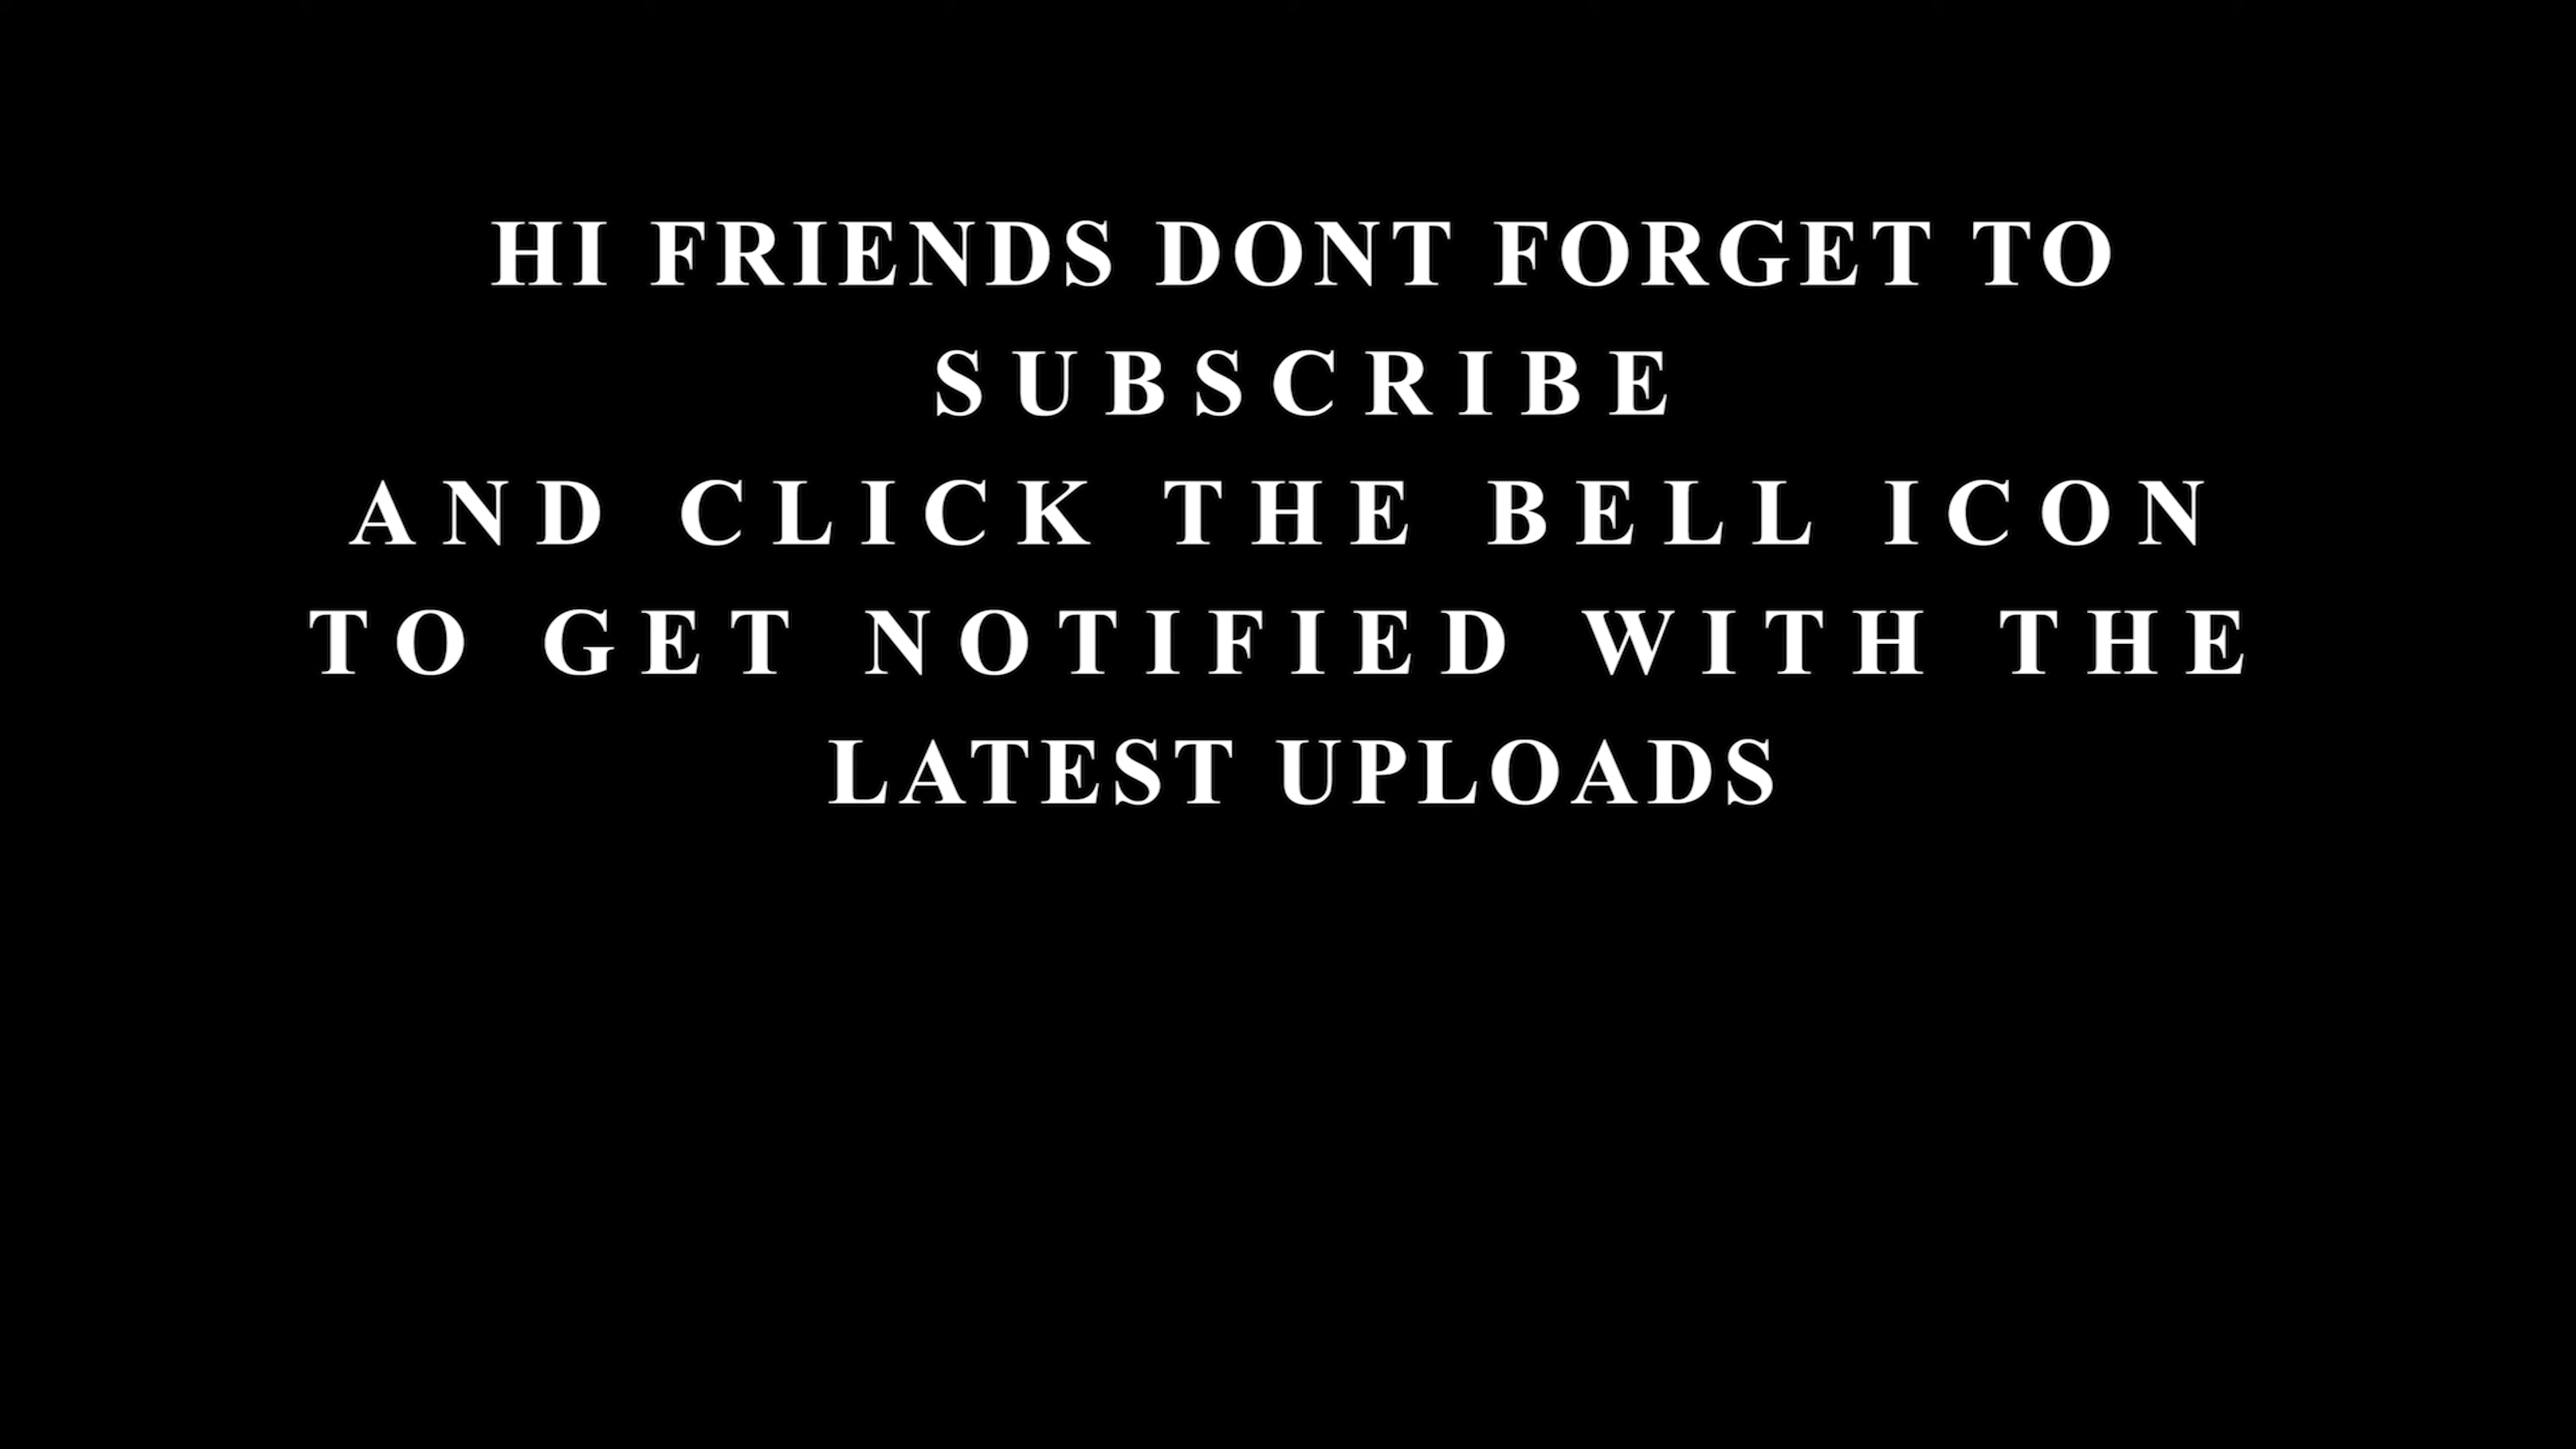 HI FRIENDS DONT FORGET TO
SUBSCRIBE
AND CLICK THE BELL ICON
TO GET NOTIFIED WITH THE
LATEST UPLOADS